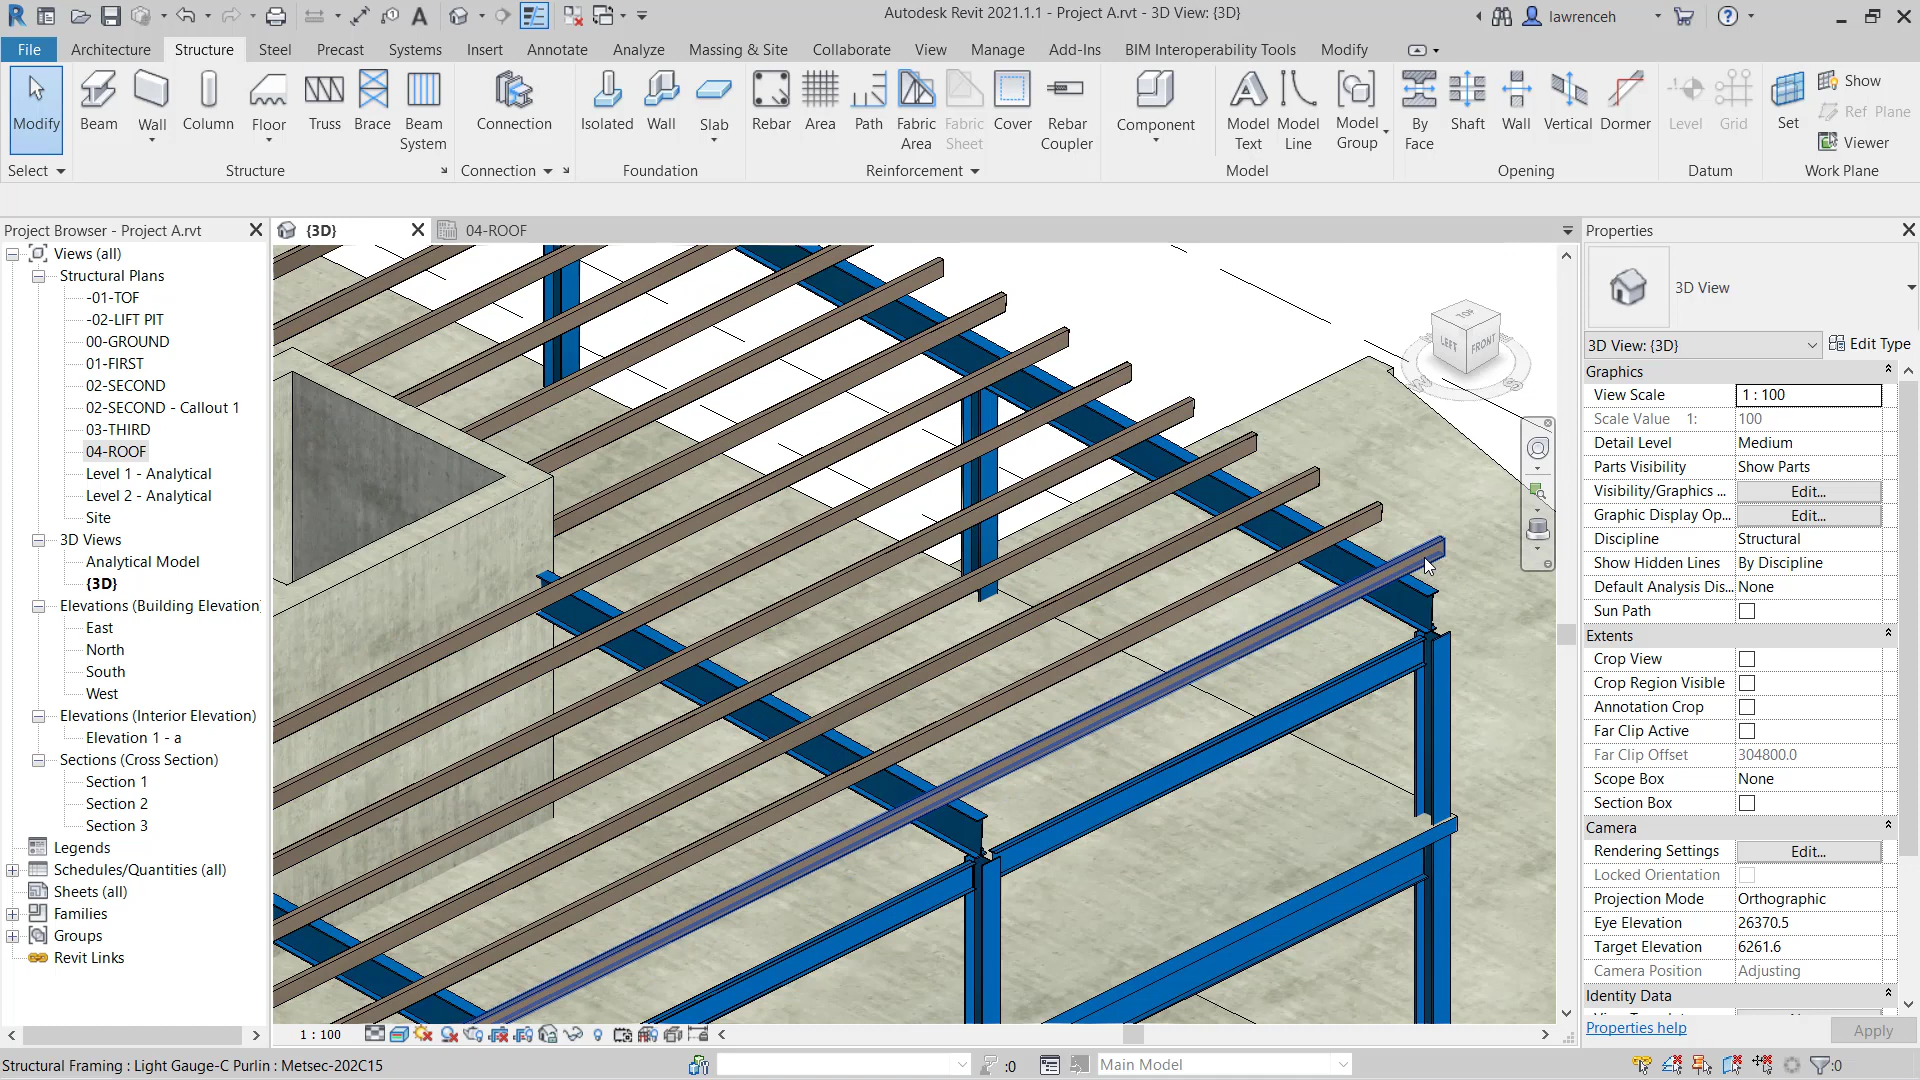 Autodesk Revit 2021.1.1 - Project A.rvt - 3D View: {3D}
lawrenceh
File Architecture Structure Steel Precast Systems Insert Annotate Analyze Massing & Site Collaborate View Manage Add-Ins BIM Interoperability Tools Modify
Modify
Beam
Wall
Column
Floor
Truss
Brace
Beam System
Connection
Isolated
Wall
Slab
Rebar
Area
Path
Fabric Area
Fabric Sheet
Cover
Rebar Coupler
Component
Model Text
Model Line
Model Group
By Face
Shaft
Wall
Vertical
Dormer
Level
Grid
Set
Show
Ref Plane
Viewer
Select
Structure
Connection
Foundation
Reinforcement
Model
Opening
Datum
Work Plane
Project Browser - Project A.rvt
Views (all)
Structural Plans
-01-TOF
-02-LIFT PIT
00-GROUND
01-FIRST
02-SECOND
02-SECOND - Callout 1
03-THIRD
04-ROOF
Level 1 - Analytical
Level 2 - Analytical
Site
3D Views
Analytical Model
{3D}
Elevations (Building Elevation)
East
North
South
West
Elevations (Interior Elevation)
Elevation 1 - a
Sections (Cross Section)
Section 1
Section 2
Section 3
Legends
Schedules/Quantities (all)
Sheets (all)
Families
Groups
Revit Links
{3D}
04-ROOF
TOP
LEFT
FRONT
W
S
1 : 100
Properties
3D View
3D View: {3D}
Edit Type
Graphics
View Scale 1 : 100
Scale Value 1: 100
Detail Level Medium
Parts Visibility Show Parts
Visibility/Graphics ... Edit...
Graphic Display Op... Edit...
Discipline Structural
Show Hidden Lines By Discipline
Default Analysis Dis... None
Sun Path
Extents
Crop View
Crop Region Visible
Annotation Crop
Far Clip Active
Far Clip Offset 304800.0
Scope Box None
Section Box
Camera
Rendering Settings Edit...
Locked Orientation
Projection Mode Orthographic
Eye Elevation 26370.5
Target Elevation 6261.6
Camera Position Adjusting
Identity Data
Properties help
Apply
Structural Framing : Light Gauge-C Purlin : Metsec-202C15
:0
Main Model
:0